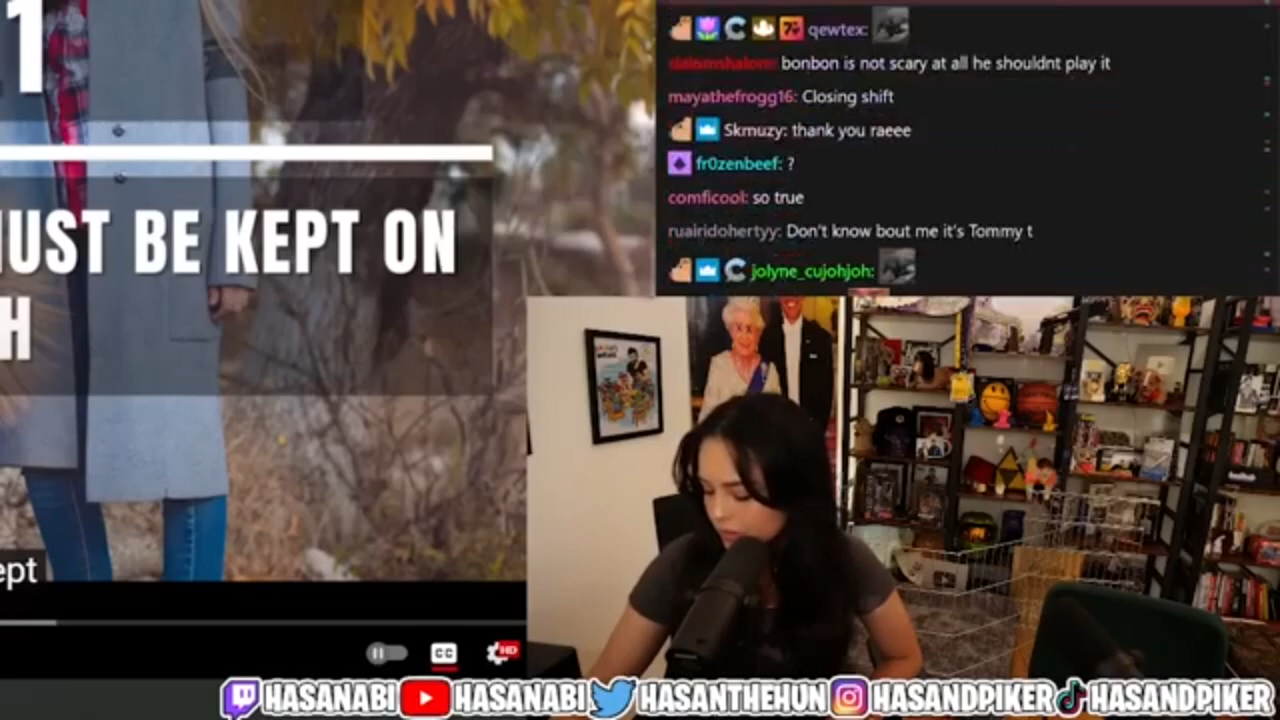 1
UST BE KEPT ON
H
ept
CC
HD
qewtex:
bonbon is not scary at all he shouldnt play it
mayathefrogg16: Closing shift
Skmuzy: thank you raeee
fr0zenbeef: ?
comficool: so true
ruairidohertyy: Don't know bout me it's Tommy t
jolyne_cujohjoh:
HASANABI HASANABI HASANTHEHUN HASANDPIKER HASANDPIKER